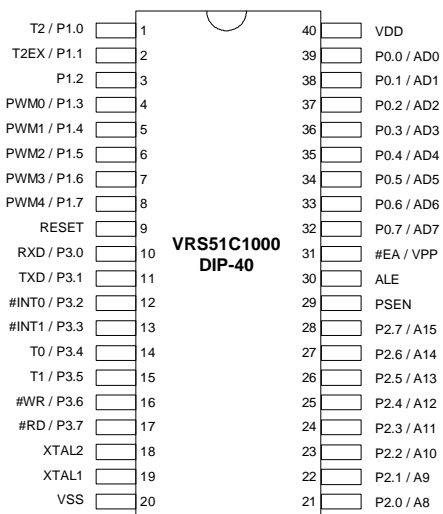 T2 / P1.0 1 40 VDD
T2EX / P1.1 2 39 P0.0 / AD0
P1.2 3 38 P0.1 / AD1
PWM0 / P1.3 4 37 P0.2 / AD2
PWM1 / P1.4 5 36 P0.3 / AD3
PWM2 / P1.5 6 35 P0.4 / AD4
PWM3 / P1.6 7 34 P0.5 / AD5
PWM4 / P1.7 8 33 P0.6 / AD6
RESET 9 32 P0.7 / AD7
VRS51C1000
DIP-40
RXD / P3.0 10 31 #EA / VPP
TXD / P3.1 11 30 ALE
#INT0 / P3.2 12 29 PSEN
#INT1 / P3.3 13 28 P2.7 / A15
T0 / P3.4 14 27 P2.6 / A14
T1 / P3.5 15 26 P2.5 / A13
#WR / P3.6 16 25 P2.4 / A12
#RD / P3.7 17 24 P2.3 / A11
XTAL2 18 23 P2.2 / A10
XTAL1 19 22 P2.1 / A9
VSS 20 21 P2.0 / A8